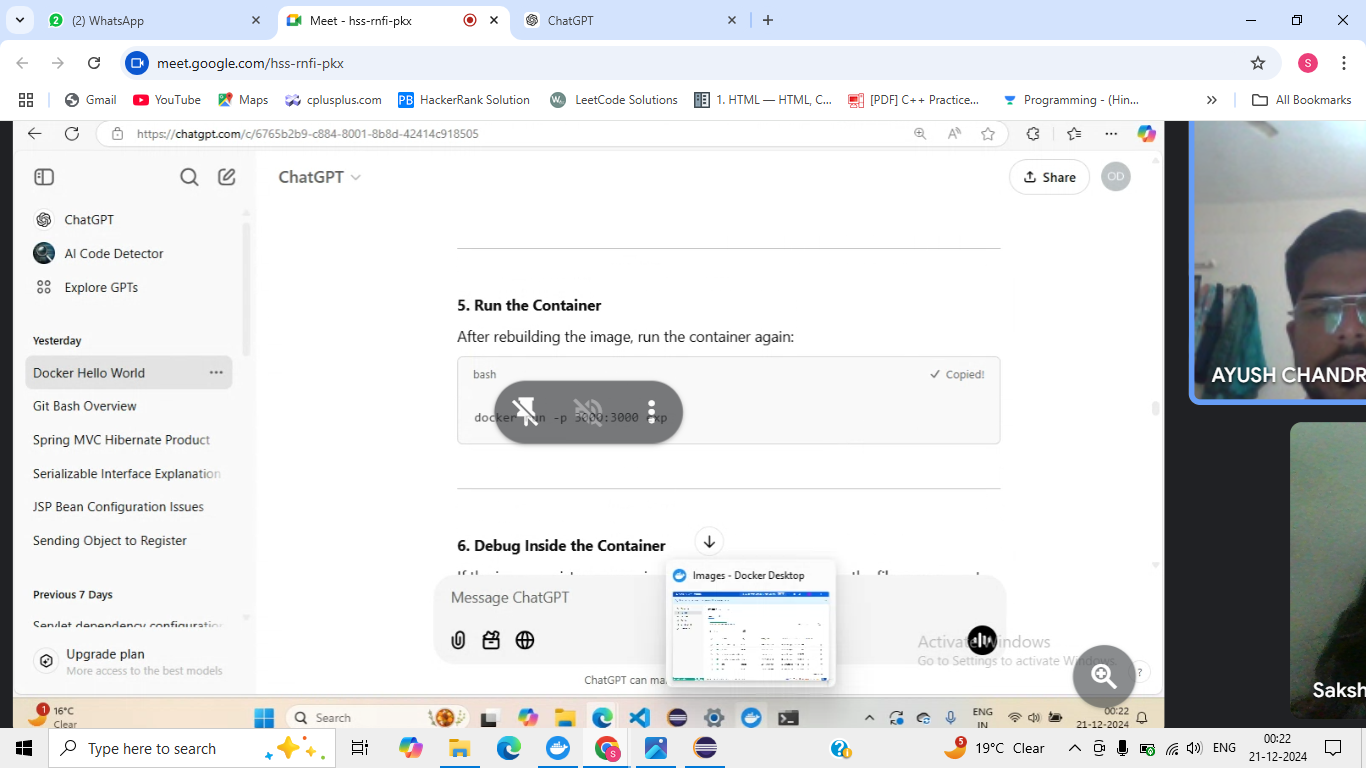 (2) WhatsApp
Meet - hss-rnfi-pkx
ChatGPT
meet.google.com/hss-rnfi-pkx
S
Gmail
YouTube
Maps
cplusplus.com
HackerRank Solution
LeetCode Solutions
1. HTML — HTML, C...
[PDF] C++ Practice...
Programming - (Hin...
All Bookmarks
https://chatgpt.com/c/6765b2b9-c884-8001-8b8d-42414c918505
ChatGPT
Share
OD
ChatGPT
AI Code Detector
Explore GPTs
Yesterday
Docker Hello World
Git Bash Overview
Spring MVC Hibernate Product
Serializable Interface Explanation
JSP Bean Configuration Issues
Sending Object to Register
Previous 7 Days
Servlet dependency configuration
Upgrade plan
More access to the best models
5. Run the Container
After rebuilding the image, run the container again:
bash
Copied!
docker run -p 3000:3000 exp
6. Debug Inside the Container
Images - Docker Desktop
Message ChatGPT
ChatGPT can
Activate Windows
Go to Settings to activate Windows.
?
AYUSH CHANDR
Saksh
1
16°C
Clear
Search
ENG
IN
00:22
21-12-2024
Type here to search
5
19°C Clear
ENG
00:22
21-12-2024